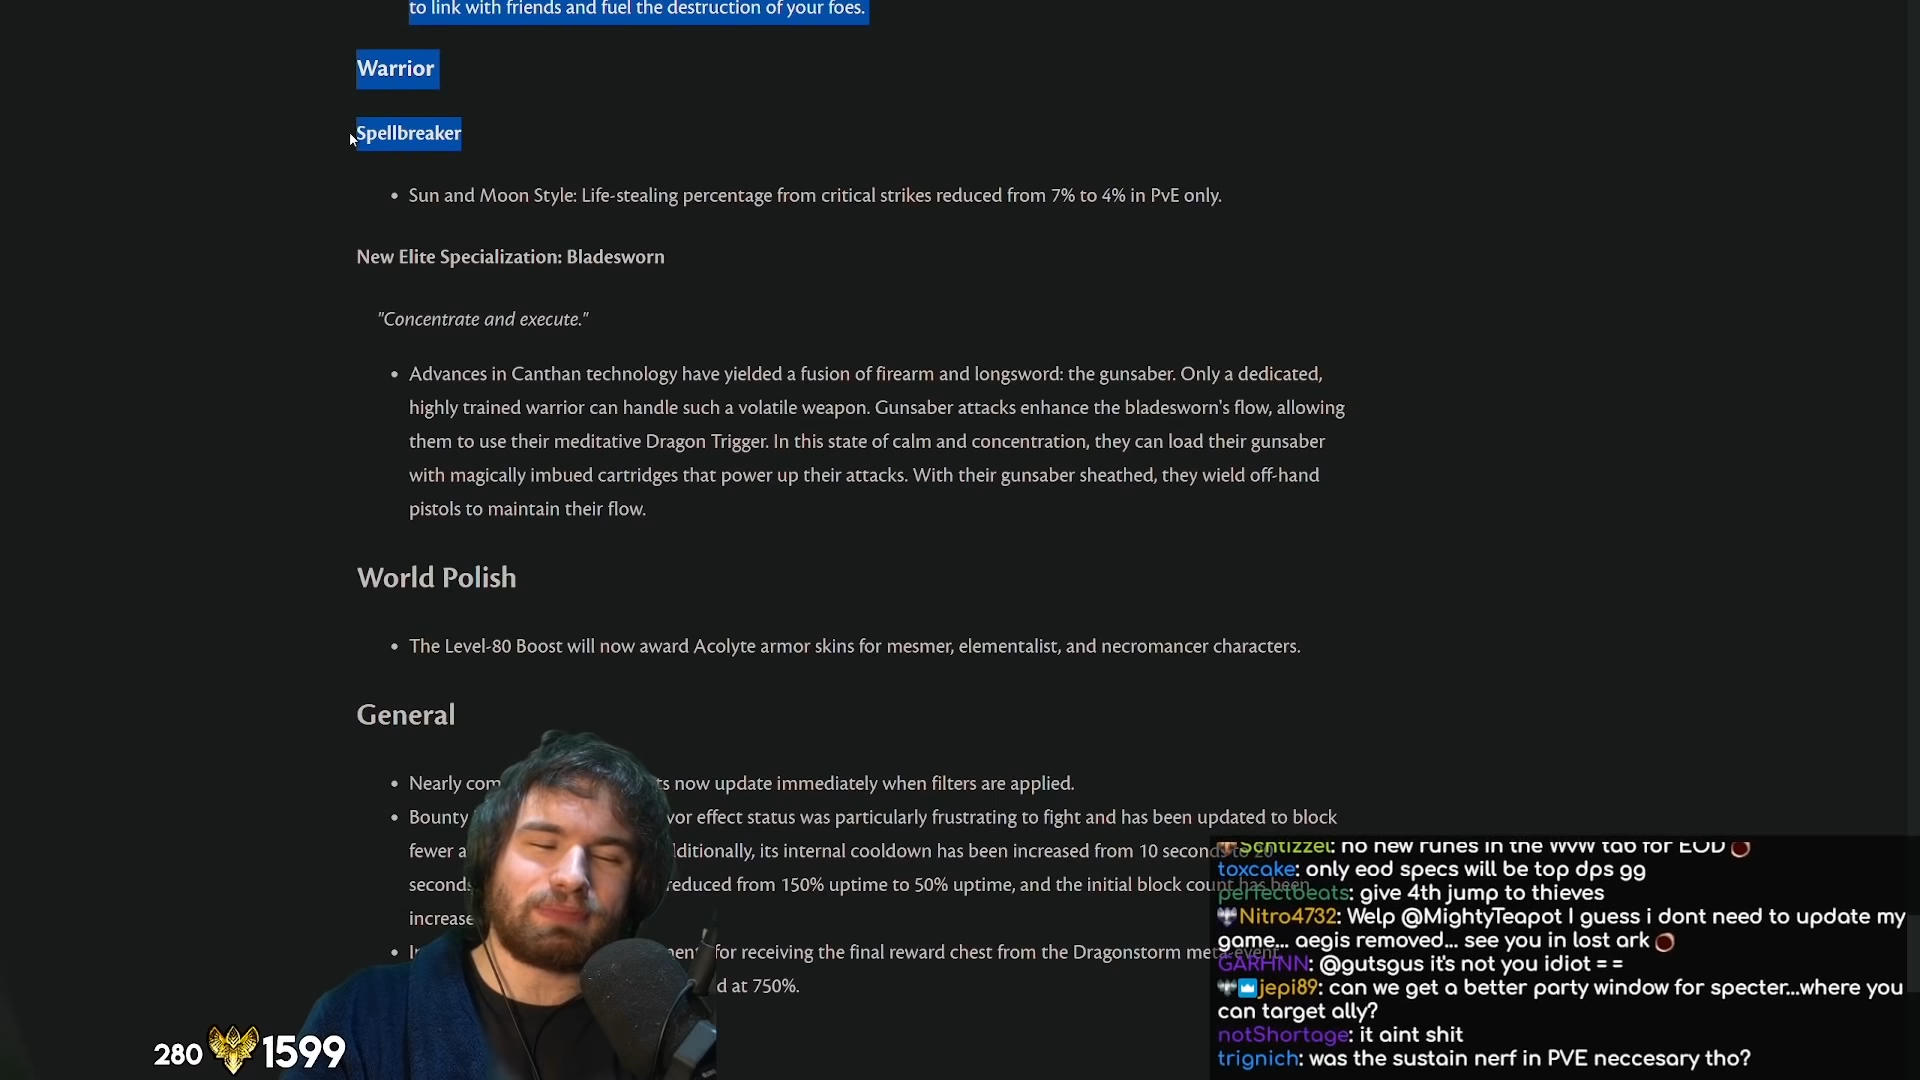 to link with friends and fuel the destruction of your foes.
Warrior
Spellbreaker
• Sun and Moon Style: Life-stealing percentage from critical strikes reduced from 7% to 4% in PvE only.
New Elite Specialization: Bladesworn
"Concentrate and execute."
• Advances in Canthan technology have yielded a fusion of firearm and longsword: the gunsaber. Only a dedicated,
highly trained warrior can handle such a volatile weapon. Gunsaber attacks enhance the bladesworn's flow, allowing
them to use their meditative Dragon Trigger. In this state of calm and concentration, they can load their gunsaber
with magically imbued cartridges that power up their attacks. With their gunsaber sheathed, they wield off-hand
pistols to maintain their flow.
World Polish
• The Level-80 Boost will now award Acolyte armor skins for mesmer, elementalist, and necromancer characters.
General
• Nearly now update immediately when filters are applied.
• Bounty effect status was particularly frustrating to fight and has been updated to block
fewer its internal cooldown has been increased from 10 seconds to 20
reduced from 150% uptime to 50% uptime, and the initial block count has been
• for receiving the final reward chest from the Dragonstorm meta-event
at 750%.
Schtizzel: no new runes in the WvW tab for EOD
toxcake: only eod specs will be top dps gg
perfectbeats: give 4th jump to thieves
Nitro4732: Welp @MightyTeapot I guess i dont need to update my
game... aegis removed... see you in lost ark
GARHNN: @gutsgus it's not you idiot = =
jepi89: can we get a better party window for specter...where you
can target ally?
notShortage: it aint shit
trignich: was the sustain nerf in PVE neccesary tho?
280 1599